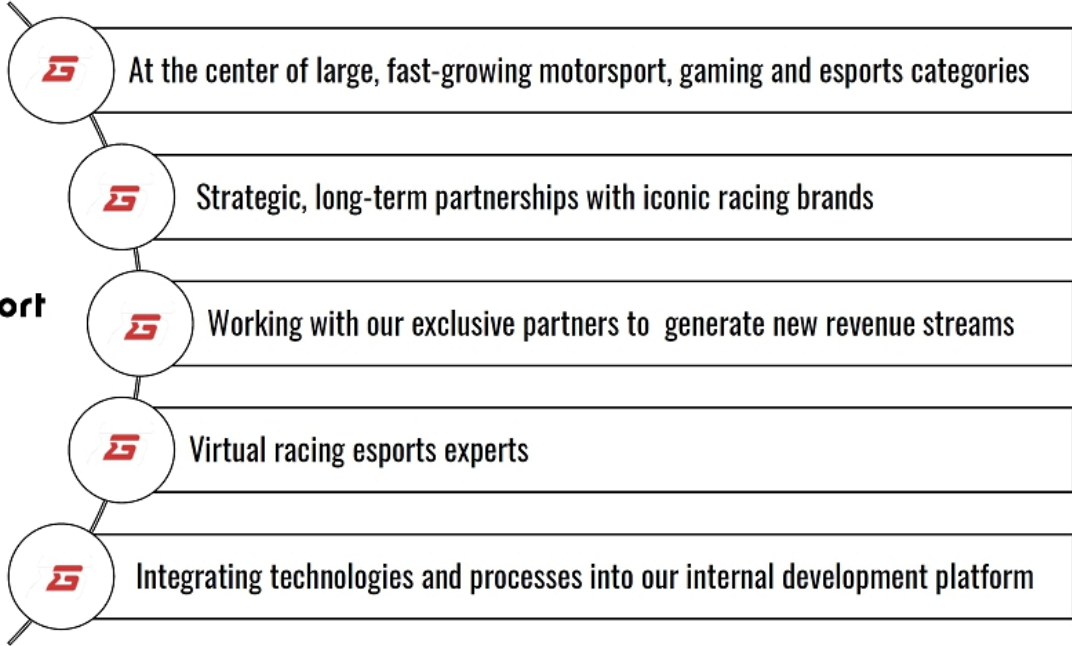 At the center of large, fast-growing motorsport, gaming and esports categories
Strategic, long-term partnerships with iconic racing brands
ort
Working with our exclusive partners to  generate new revenue streams
Virtual racing esports experts
Integrating technologies and processes into our internal development platform